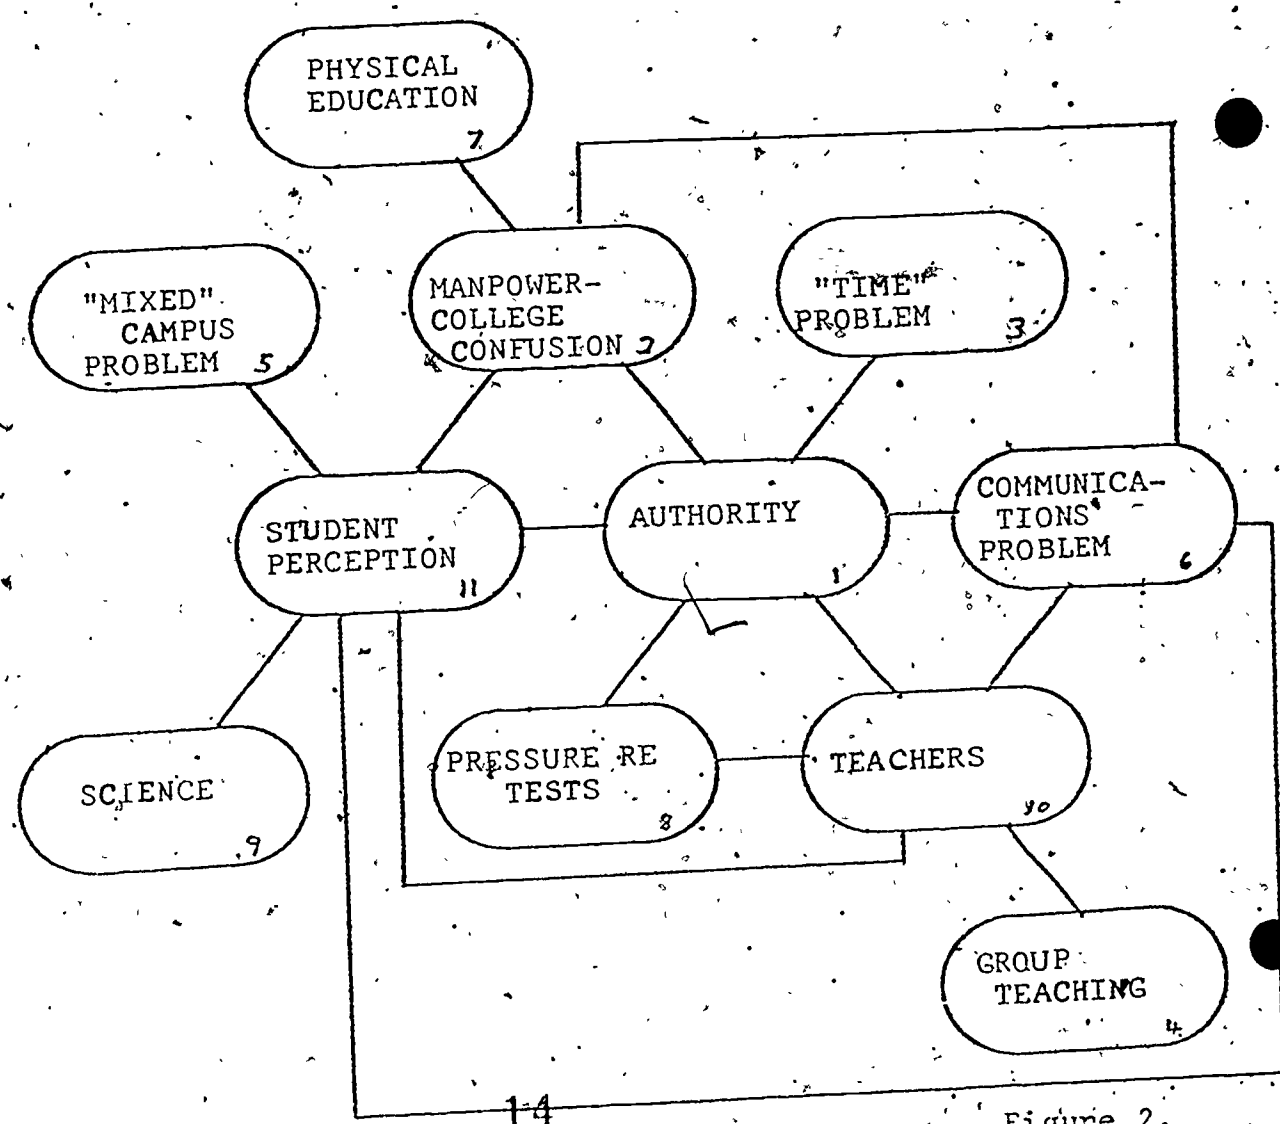 PHYSICAL
EDUCATION
7
"MIXED"
CAMPUS
PROBLEM 5
MANPOWER-
COLLEGE
CONFUSION 2
"TIME"
PROBLEM 3
STUDENT
PERCEPTION
11
AUTHORITY
1
COMMUNICA-
TIONS
PROBLEM
6
SCIENCE
9
PRESSURE RE
TESTS
8
TEACHERS
10
GROUP
TEACHING
4
14
Figure 2.